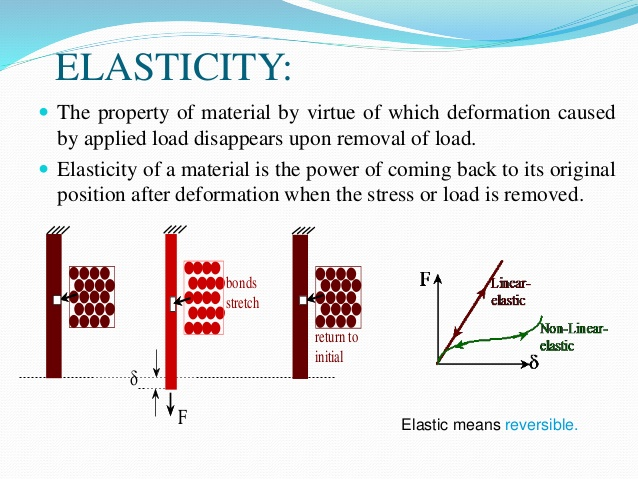 ELASTICITY:
The property of material by virtue of which deformation caused
by applied load disappears upon removal of load.
Elasticity of a material is the power of coming back to its original
position after deformation when the stress or load is removed.
bonds
stretch
return to
initial
δ
F
F
Linear-
elastic
Non-Linear-
elastic
δ
Elastic means reversible.